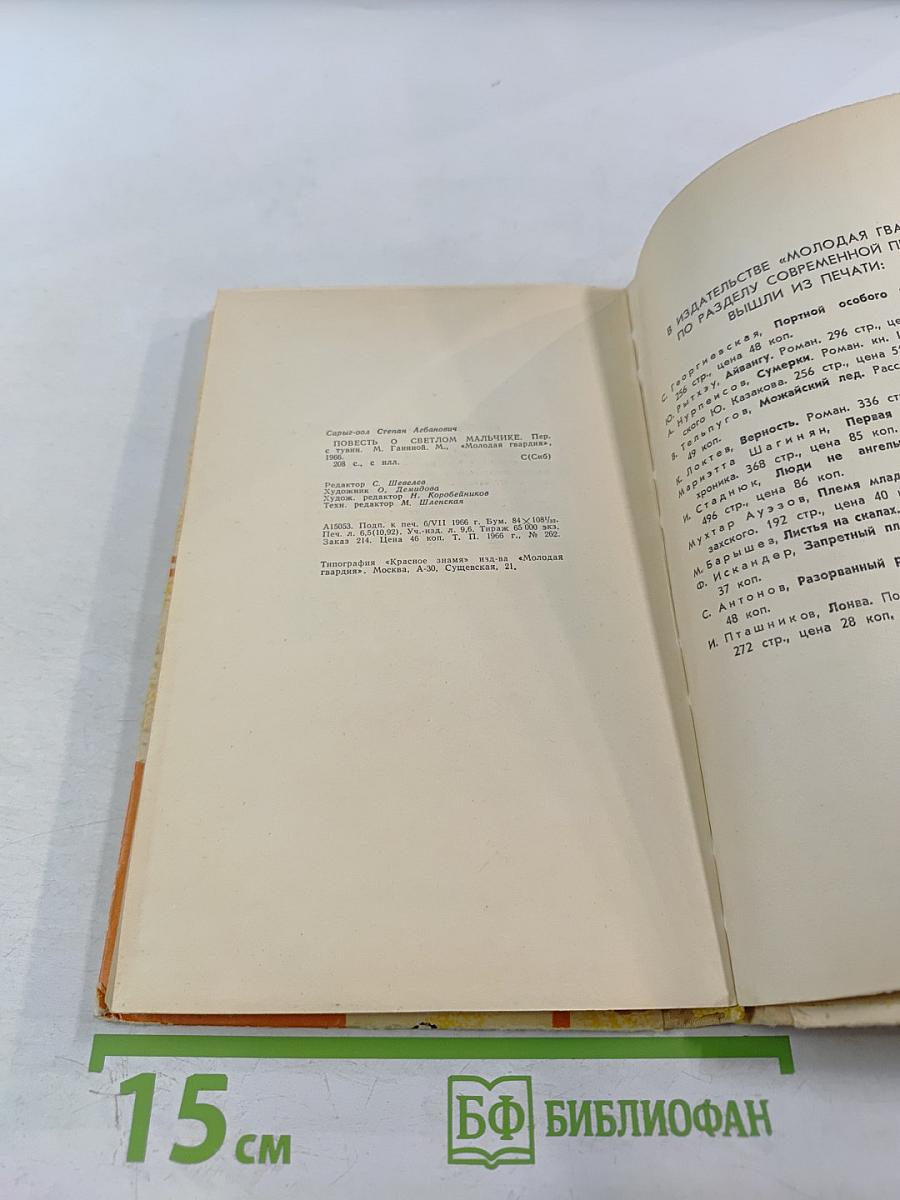 Сарыг-оол Степан Агбанович
ПОВЕСТЬ О СВЕТЛОМ МАЛЬЧИКЕ. Пер.
с тувин. М. Ганиной. М., «Молодая гвардия»,
1966.
208 с., с илл. С(Сиб)
Редактор С. Шевелев
Художник О. Демидова
Худож. редактор Н. Коробейников
Техн. редактор М. Шленская
А15053. Подп. к печ. 6/VII 1966 г. Бум. 84×108 1/32.
Печ. л. 6,5(10,92). Уч.-изд. л. 9,6. Тираж 65 000 экз.
Заказ 214. Цена 46 коп. Т. П. 1966 г., № 262.
Типография «Красное знамя» изд-ва «Молодая
гвардия». Москва, А-30, Сущевская, 21.
В ИЗДАТЕЛЬСТВЕ «МОЛОДАЯ ГВА
ПО РАЗДЕЛУ СОВРЕМЕННОЙ
ВЫШЛИ ИЗ ПЕЧАТИ:
С. Георгиевская, Портной особого
256 стр., цена 48 коп.
Ю. Рытхэу, Айвангу. Роман. 296 стр., це
А. Нурпеисов, Сумерки. Роман. кн.
ского Ю. Казакова. 256 стр., цена 5
В. Тельпугов, Можайский лед. Расс
49 коп.
К. Локтев, Верность. Роман. 336 стр
Мариэтта Шагинян, Первая
хроника. 368 стр., цена 85 коп.
И. Стаднюк, Люди не ангелы
496 стр., цена 86 коп.
Мухтар Ауэзов, Племя млад
захского. 192 стр., цена 40 к
М. Барышев, Листья на скалах.
Ф. Искандер, Запретный пл
37 коп.
С. Антонов, Разорванный
48 коп.
И. Пташников, Лонва. По
272 стр., цена 28 коп.
15 см
БФ БИБЛИОФАН